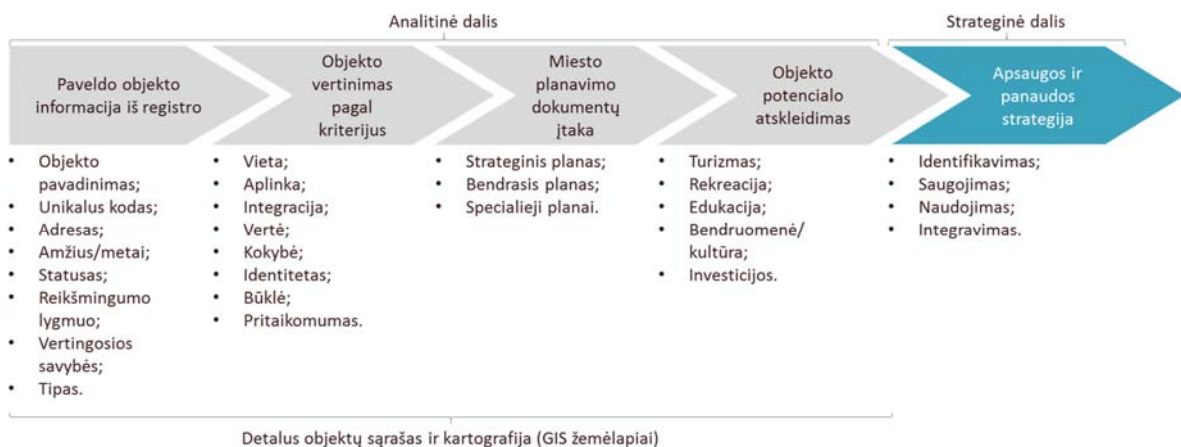 Analitinė dalis
Strateginė dalis
Paveldo objekto
informacija iš registro
Objekto
vertinimas
pagal
kriterijus
Miesto
planavimo
dokumentų
įtaka
Objekto
potencialo
atskleidimas
Apsaugos ir
panaudos
strategija
• Objekto
pavadinimas;
• Unikalus kodas;
• Adresas;
• Amžius/metai;
• Statusas;
• Reikšmingumo
lygmuo;
• Vertingosios
savybės;
• Tipas.
• Vieta;
• Aplinka;
• Integracija;
• Vertė;
• Kokybė;
• Identitetas;
• Būklė;
• Pritaikomumas.
• Strateginis planas;
• Bendrasis planas;
• Specialieji planai.
• Turizmas;
• Rekreacija;
• Edukacija;
• Bendruomenė/
kultūra;
• Investicijos.
• Identifikavimas;
• Saugojimas;
• Naudojimas;
• Integravimas.
Detalus objektų sąrašas ir kartografija (GIS žemėlapiai)